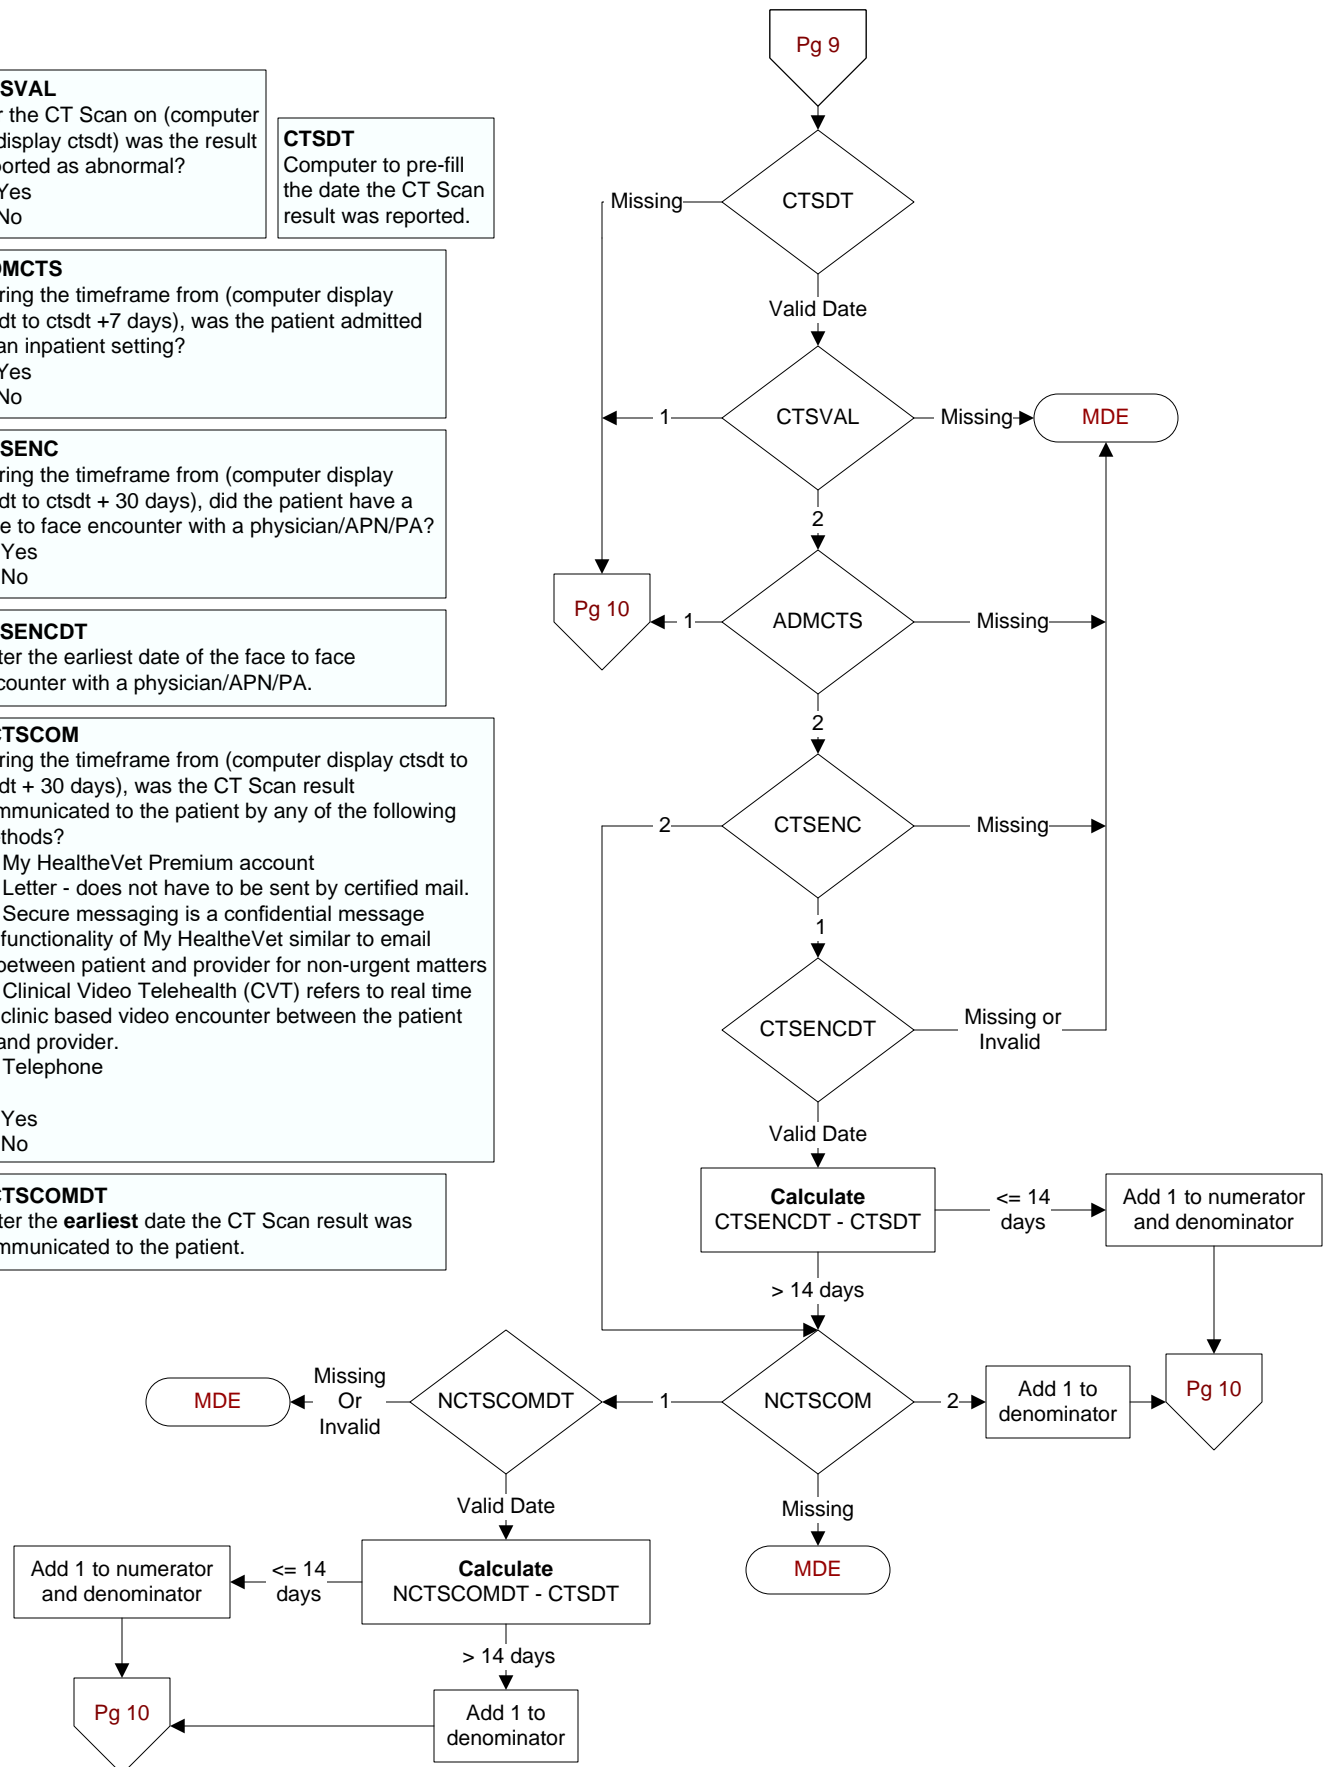 SVAL
the CT Scan on (computer
display ctsdt) was the result
ported as abnormal?
Yes
No
CTSDT
Computer to pre-fill
the date the CT Scan
result was reported.
MCTS
ring the timeframe from (computer display
dt to ctsdt +7 days), was the patient admitted
an inpatient setting?
Yes
No
SENC
ring the timeframe from (computer display
dt to ctsdt + 30 days), did the patient have a
e to face encounter with a physician/APN/PA?
Yes
No
SENCDT
ter the earliest date of the face to face
counter with a physician/APN/PA.
CTSCOM
ring the timeframe from (computer display ctsdt to
dt + 30 days), was the CT Scan result
mmunicated to the patient by any of the following
thods?
My HealtheVet Premium account
Letter - does not have to be sent by certified mail.
Secure messaging is a confidential message
functionality of My HealtheVet similar to email
between patient and provider for non-urgent matters
Clinical Video Telehealth (CVT) refers to real time
clinic based video encounter between the patient
and provider.
Telephone
Yes
No
CTSCOMDT
ter the earliest date the CT Scan result was
mmunicated to the patient.
Pg 9
CTSDT
Missing
Valid Date
CTSVAL
1
Missing
MDE
2
Pg 10
1
ADMCTS
Missing
2
CTSENC
2
Missing
1
CTSENCDT
Missing or
Invalid
Valid Date
Calculate
CTSENCDT - CTSDT
<= 14
days
Add 1 to numerator
and denominator
> 14 days
MDE
Missing
Or
Invalid
NCTSCOMDT
1
NCTSCOM
2
Add 1 to
denominator
Pg 10
Valid Date
Missing
MDE
Add 1 to numerator
and denominator
<= 14
days
Calculate
NCTSCOMDT - CTSDT
> 14 days
Pg 10
Add 1 to
denominator